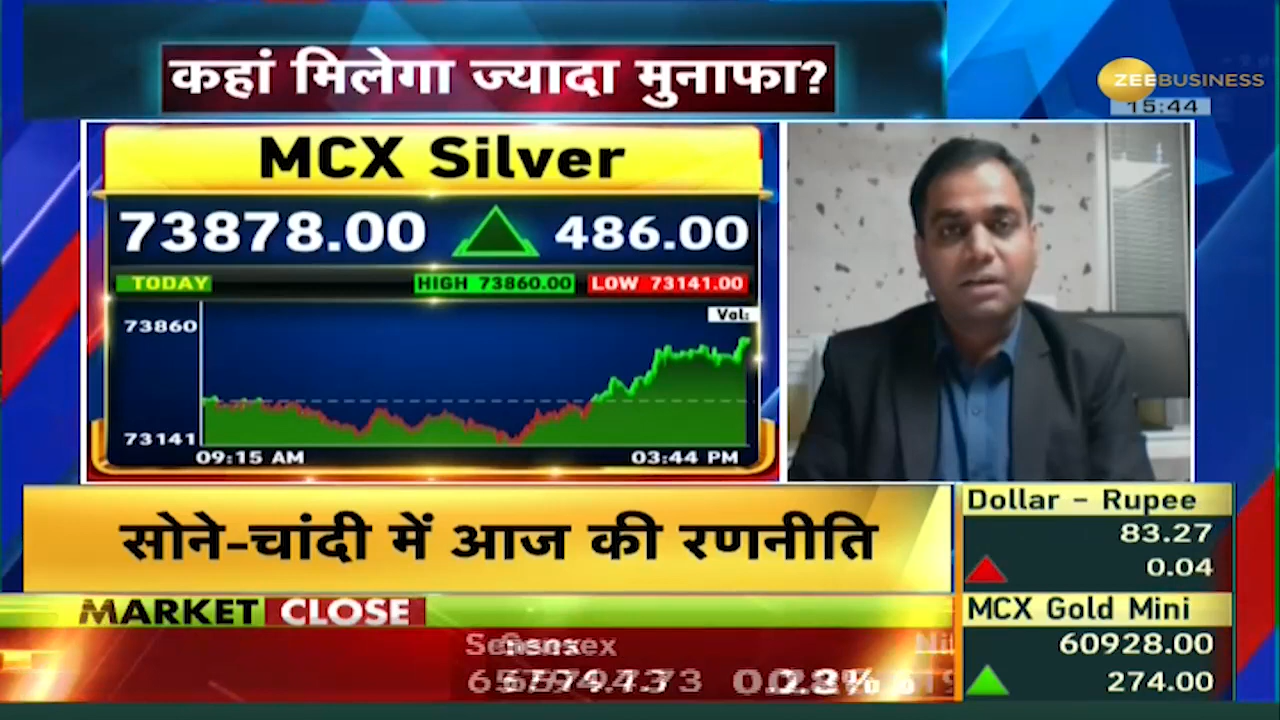 कहां मिलेगा ज्यादा मुनाफा?
ZEEBUSINESS
15:44
MCX Silver
73878.00 486.00
TODAY HIGH 73860.00 LOW 73141.00
Vol:
73860
73141
09:15 AM 03:44 PM
सोने-चांदी में आज की रणनीति
Dollar - Rupee
83.27
0.04
MARKET CLOSE
MCX Gold Mini
60928.00
274.00